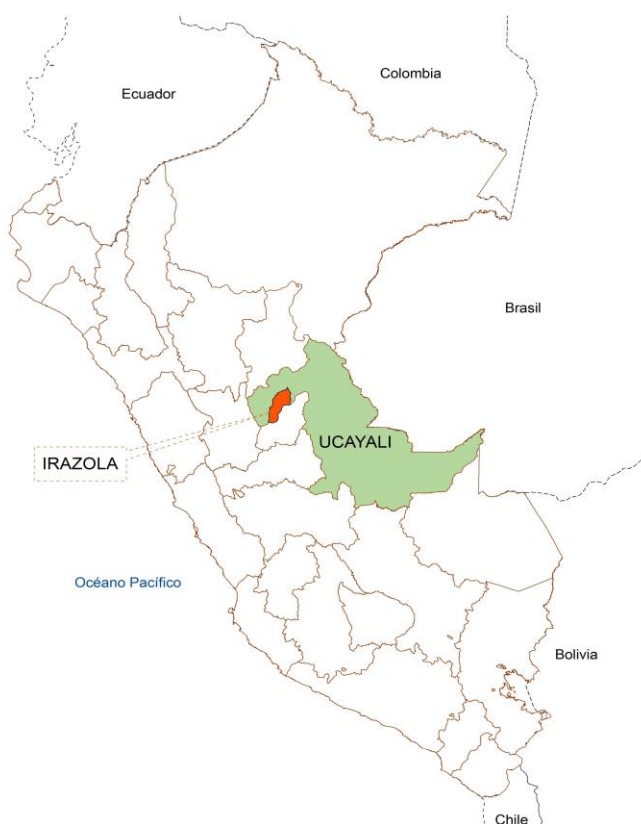 Colombia
Ecuador
Brasil
UCAYALI
IRAZOLA
Océano Pacífico
Bolivia
Chile